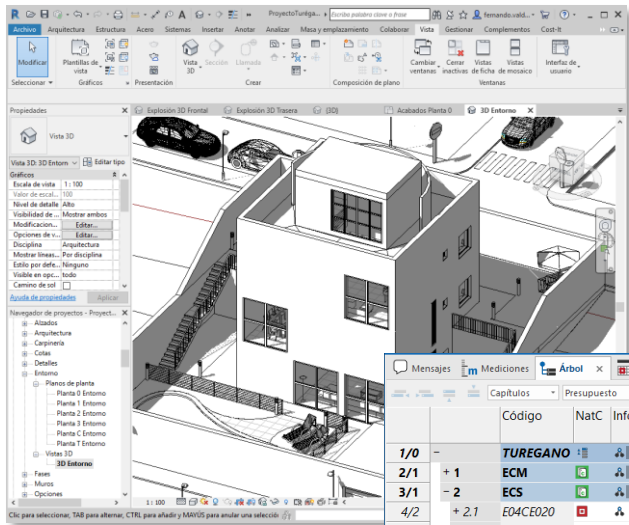 R
ProyectoTuréga...
Escriba palabra clave o frase
fernando.vald...
Archivo Arquitectura Estructura Acero Sistemas Insertar Anotar Analizar Masa y emplazamiento Colaborar Vista Gestionar Complementos Cost-It
Modificar
Plantillas de vista
Vista 3D
Sección
Llamada
Cambiar ventanas
Cerrar inactivas
Vistas de ficha
Vistas de mosaico
Interfaz de usuario
Seleccionar
Gráficos
Presentación
Crear
Composición de plano
Ventanas
Propiedades
Explosión 3D Frontal
Explosión 3D Trasera
{3D}
Acabados Planta 0
3D Entorno
Vista 3D
Vista 3D: 3D Entorn
Editar tipo
Gráficos
Escala de vista 1 : 100
Valor de escal... 100
Nivel de detalle Alto
Visibilidad de ... Mostrar ambos
Modificacion... Editar...
Opciones de v... Editar...
Disciplina Arquitectura
Mostrar líneas... Por disciplina
Estilo por defe... Ninguno
Visible en opc... todo
Camino de sol
Ayuda de propiedades Aplicar
Navegador de proyectos - Proyect...
Alzados
Arquitectura
Carpinería
Cotas
Detalles
Entorno
Planos de planta
Planta 0 Entorno
Planta 1 Entorno
Planta 2 Entorno
Planta 3 Entorno
Planta C Entorno
Planta T Entorno
Vistas 3D
3D Entorno
Fases
Muros
Opciones
1 : 100
Clic para seleccionar, TAB para alternar, CTRL para añadir y MAYÚS para anular una selecció
Mensajes
Mediciones
Árbol
Capítulos
Presupuesto
Código NatC Info
1/0 − TUREGANO
2/1 + 1 ECM
3/1 − 2 ECS
4/2 + 2.1 E04CE020